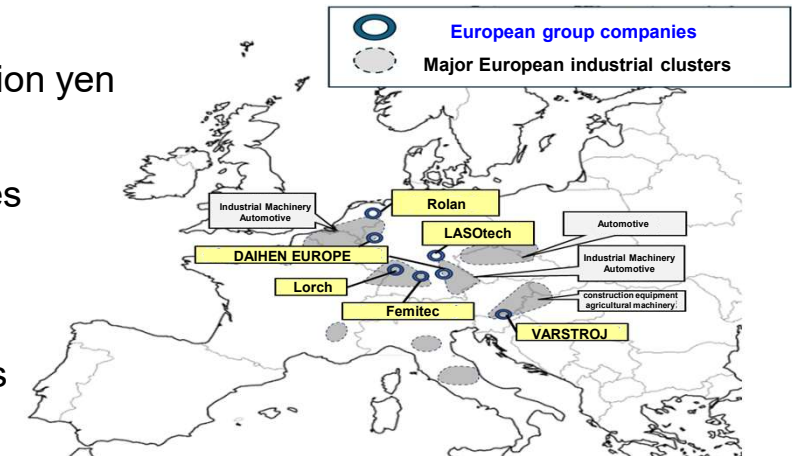 European group companies
Major European industrial clusters
ion yen
es
s
Industrial Machinery
Automotive
Rolan
LASOtech
Automotive
DAIHEN EUROPE
Industrial Machinery
Automotive
Lorch
construction equipment
agricultural machinery
Femitec
VARSTROJ